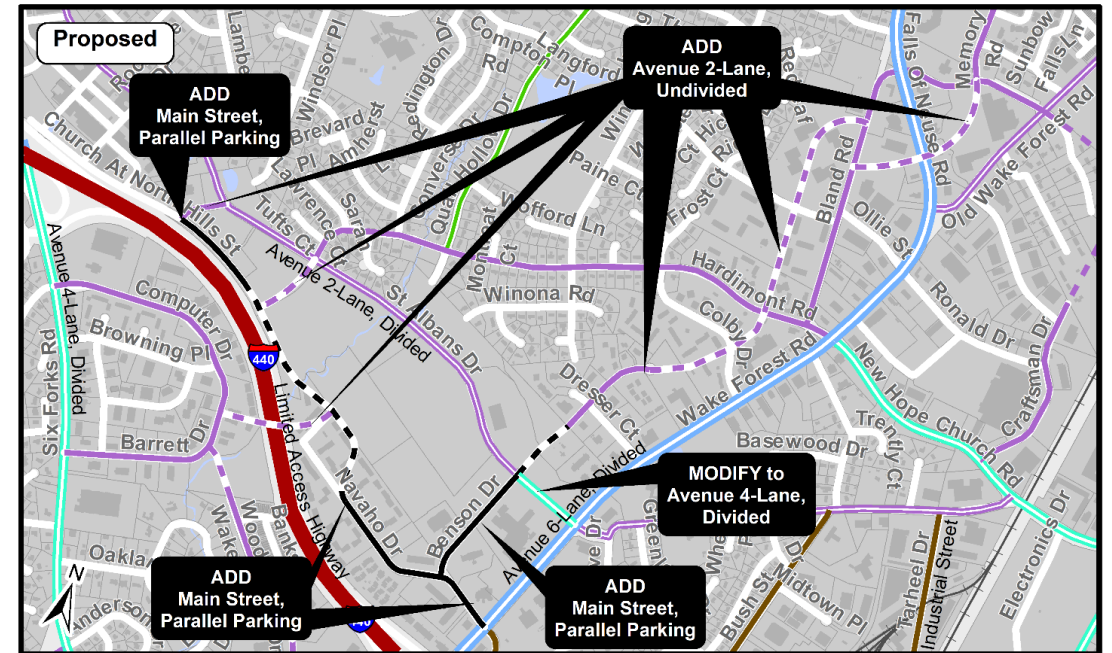 Proposed
ADD
Main Street,
Parallel Parking
ADD
Avenue 2-Lane,
Undivided
MODIFY to
Avenue 4-Lane,
Divided
ADD
Main Street,
Parallel Parking
ADD
Main Street,
Parallel Parking
Windsor Pl
Redington Dr
Compton Pl
Rd
Langford
Falls Of Neuse Rd
Memory
Rd
Sunbow
Falls Ln
Church At North Hills St
Brevard
Pl
Amherst
Lawrence Ct
Sarah
Quail Hollow Dr
Paine Ct
Wofford Ln
Frost Ct
Bland Rd
Old Wake Forest Rd
Ollie St
Tufts Ct
Avenue 2-Lane, Divided
St Albans Dr
Winona Rd
Hardimont Rd
Colby Dr
Ronald Dr
Avenue 4-Lane, Divided
Six Forks Rd
Computer Dr
Browning Pl
Barrett Dr
440
Limited Access Highway
Navaho Dr
Benson Dr
Dresser Ct
Wake Forest Rd
Avenue 6-Lane, Divided
New Hope Church Rd
Craftsman Dr
Trently Ct
Basewood Dr
Bush St
Midtown Pl
Tarheel Dr
Industrial Street
Electronics Dr
N